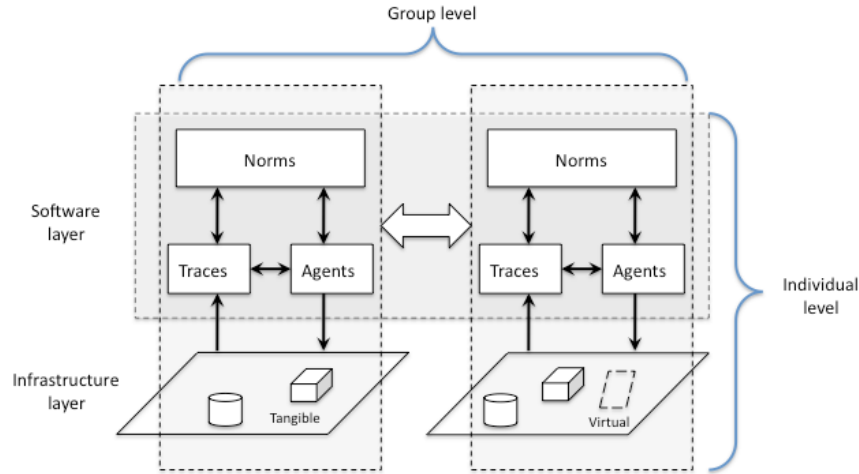 Group level
Norms
Norms
Software
layer
Traces
Agents
Traces
Agents
Individual
level
Infrastructure
layer
Tangible
Virtual